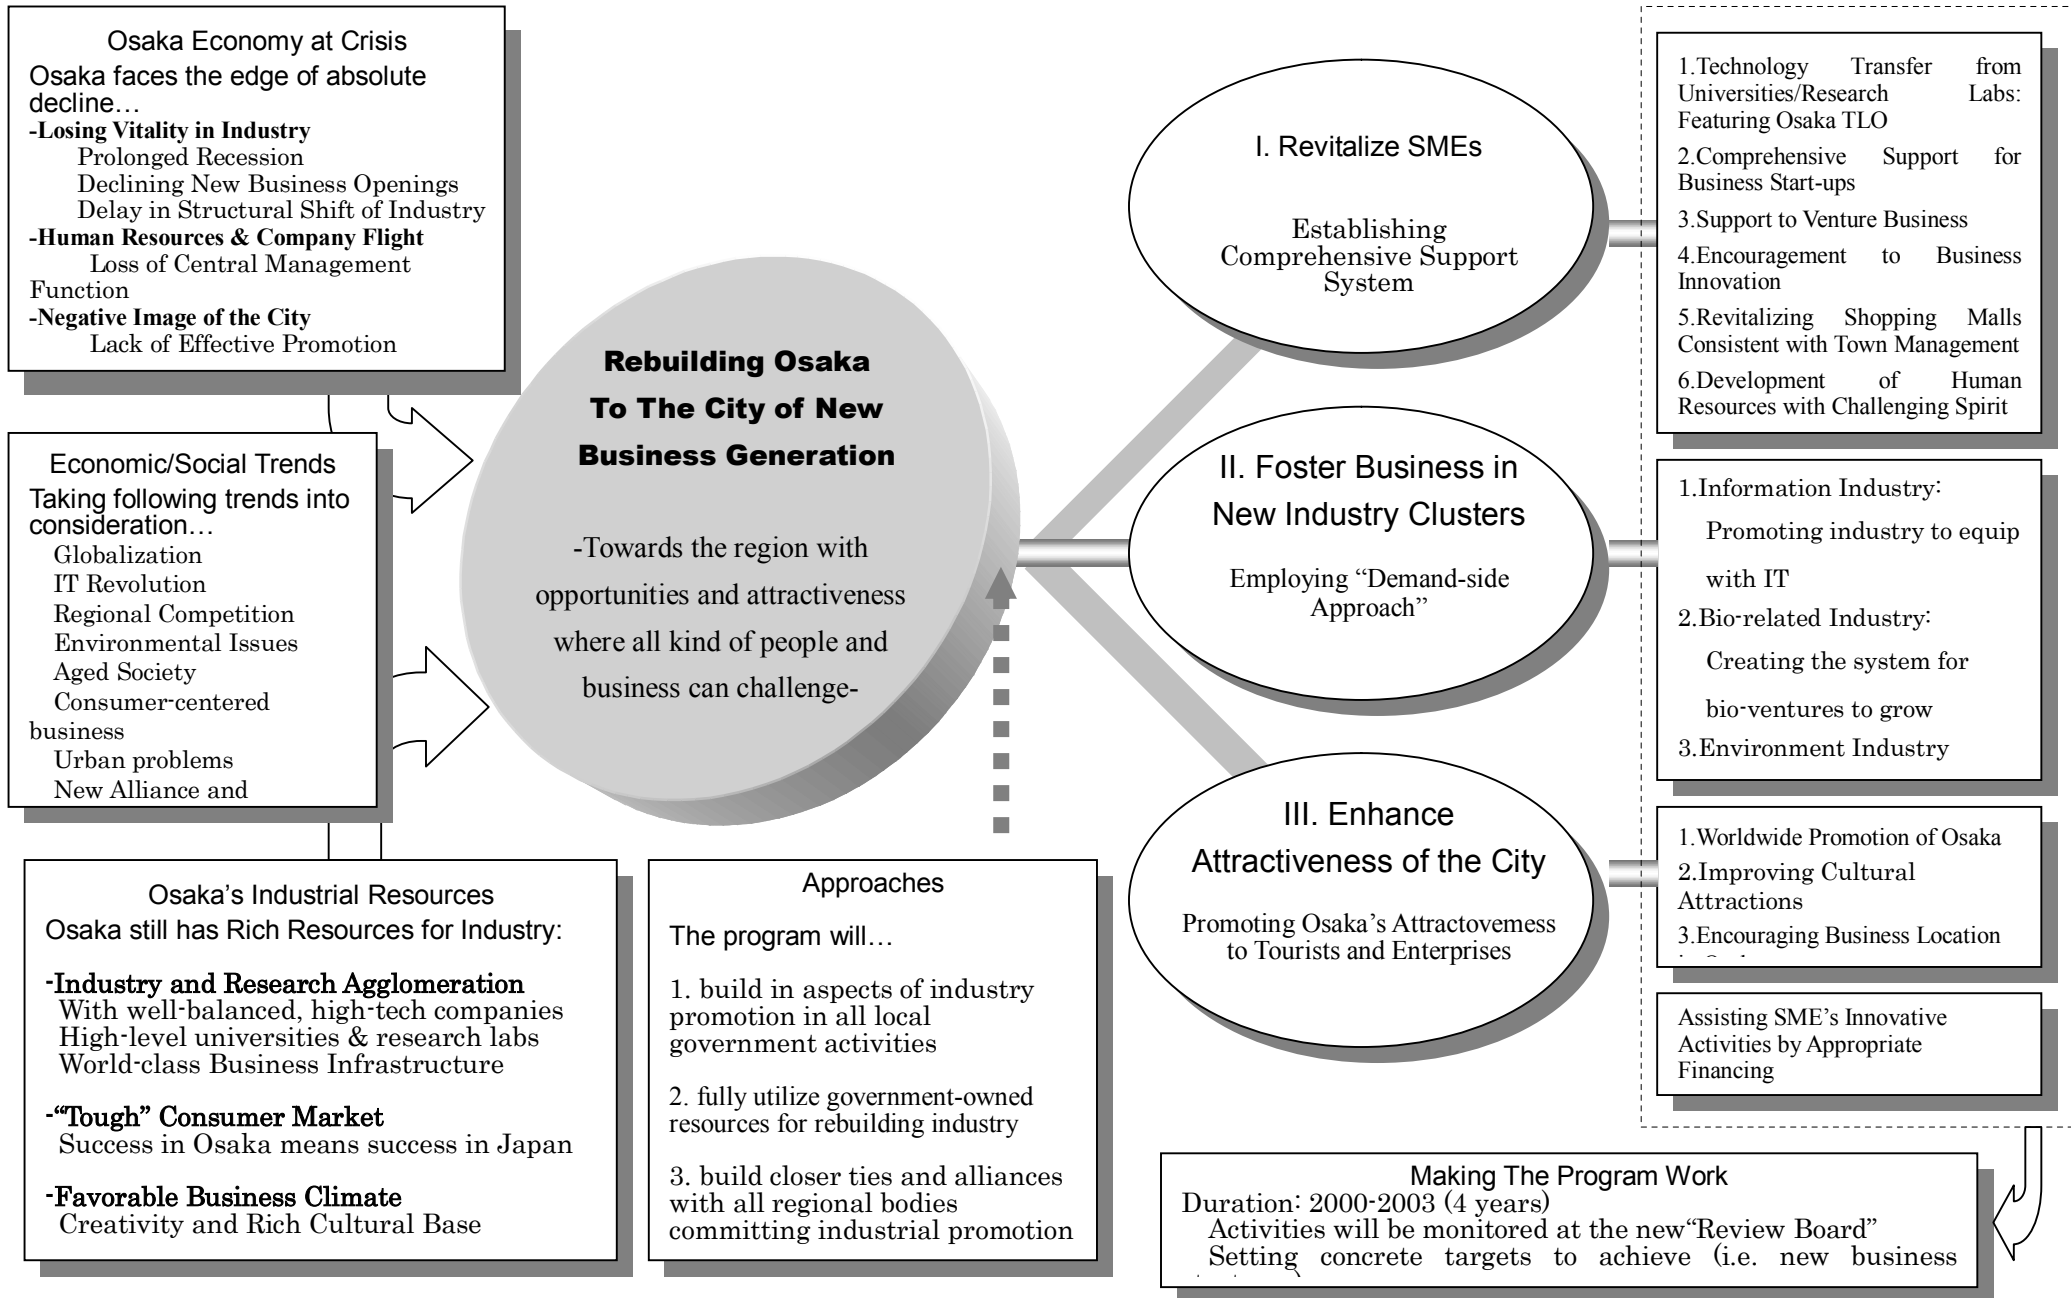 Osaka Economy at Crisis
Osaka faces the edge of absolute
decline…
-Losing Vitality in Industry
Prolonged Recession
Declining New Business Openings
Delay in Structural Shift of Industry
-Human Resources & Company Flight
Loss of Central Management
Function
-Negative Image of the City
Lack of Effective Promotion
Economic/Social Trends
Taking following trends into
consideration…
Globalization
IT Revolution
Regional Competition
Environmental Issues
Aged Society
Consumer-centered
business
Urban problems
New Alliance and
Osaka's Industrial Resources
Osaka still has Rich Resources for Industry:
-Industry and Research Agglomeration
With well-balanced, high-tech companies
High-level universities & research labs
World-class Business Infrastructure
-“Tough” Consumer Market
Success in Osaka means success in Japan
-Favorable Business Climate
Creativity and Rich Cultural Base
Rebuilding Osaka
To The City of New
Business Generation
-Towards the region with
opportunities and attractiveness
where all kind of people and
business can challenge-
Approaches
The program will…
1. build in aspects of industry
promotion in all local
government activities
2. fully utilize government-owned
resources for rebuilding industry
3. build closer ties and alliances
with all regional bodies
committing industrial promotion
I. Revitalize SMEs
Establishing
Comprehensive Support
System
II. Foster Business in
New Industry Clusters
Employing “Demand-side
Approach”
III. Enhance
Attractiveness of the City
Promoting Osaka's Attractovemess
to Tourists and Enterprises
1.Technology Transfer from
Universities/Research Labs:
Featuring Osaka TLO
2.Comprehensive Support for
Business Start-ups
3.Support to Venture Business
4.Encouragement to Business
Innovation
5.Revitalizing Shopping Malls
Consistent with Town Management
6.Development of Human
Resources with Challenging Spirit
1.Information Industry:
Promoting industry to equip
with IT
2.Bio-related Industry:
Creating the system for
bio-ventures to grow
3.Environment Industry
1.Worldwide Promotion of Osaka
2.Improving Cultural
Attractions
3.Encouraging Business Location
Assisting SME's Innovative
Activities by Appropriate
Financing
Making The Program Work
Duration: 2000-2003 (4 years)
Activities will be monitored at the new“Review Board”
Setting concrete targets to achieve (i.e. new business